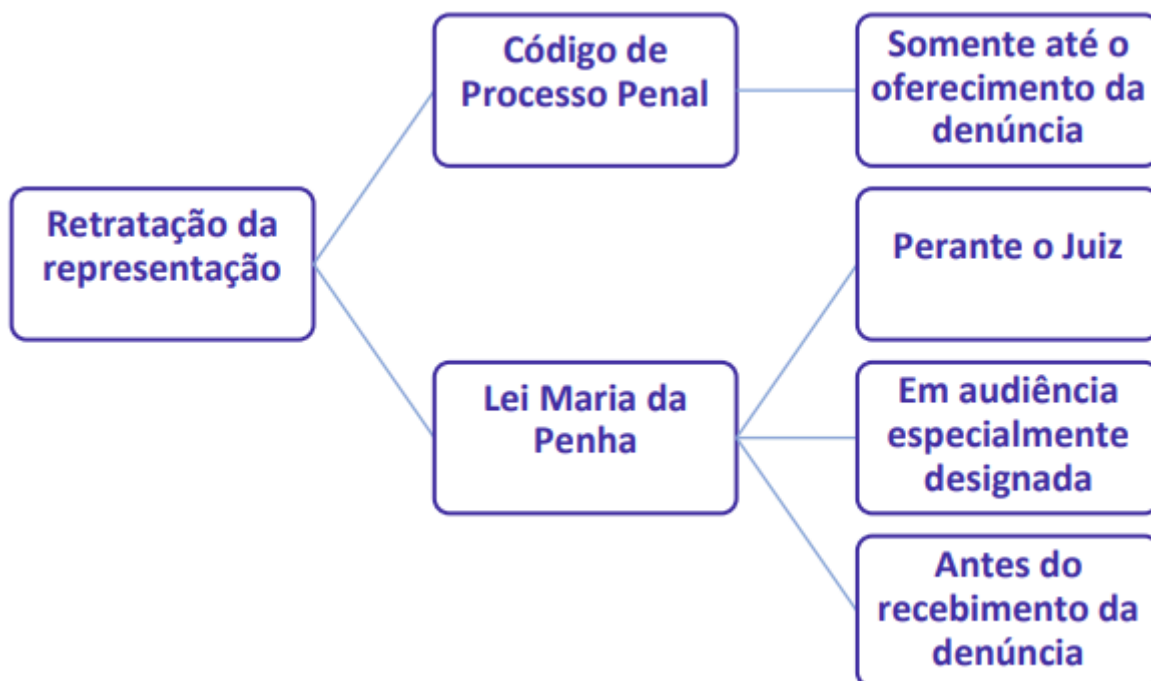 Retratação da
representação
Código de
Processo Penal
Somente até o
oferecimento da
denúncia
Lei Maria da
Penha
Perante o Juiz
Em audiência
especialmente
designada
Antes do
recebimento da
denúncia